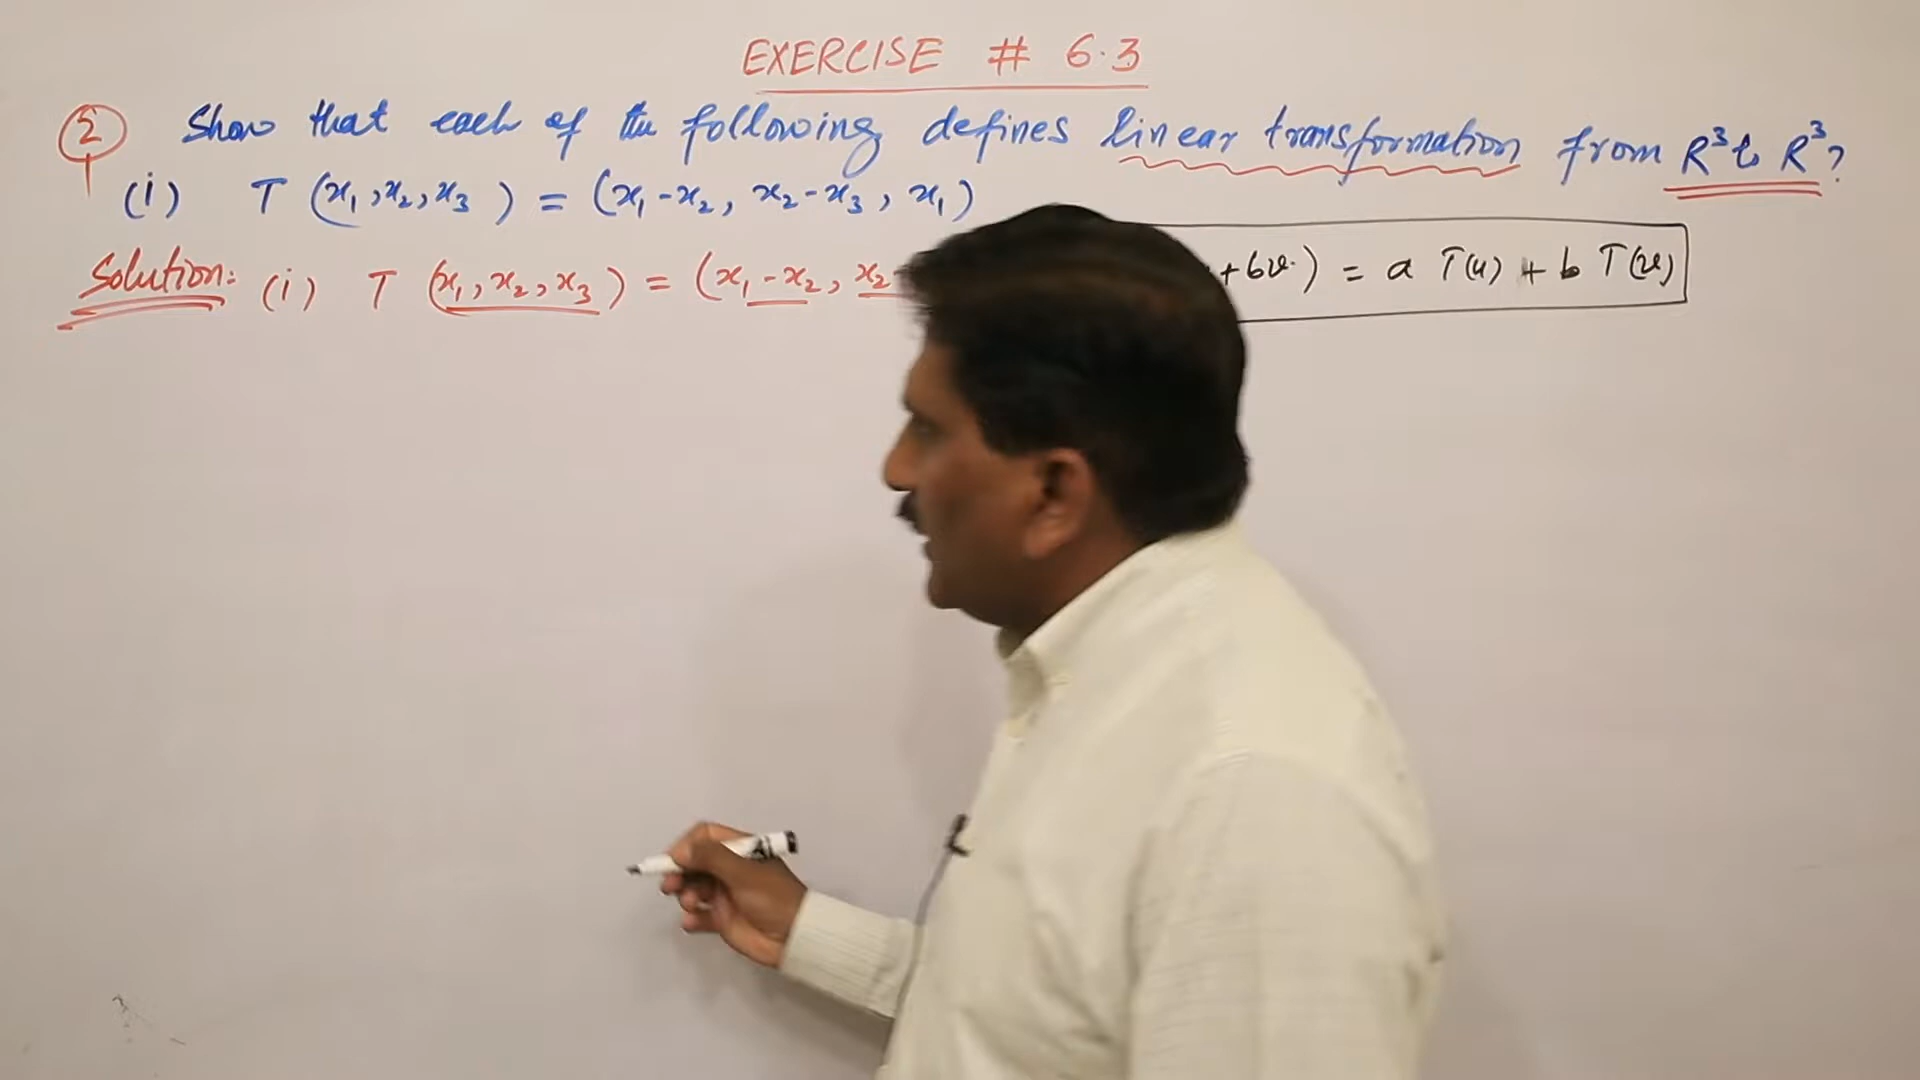 EXERCISE # 6.3
Σ Show that each of the following defines linear transformation from R³ to R³?
(i) T (x₁,x₂,x₃) = (x₁-x₂, x₂-x₃, x₁)
Solution: (i) T (x₁,x₂,x₃) = (x₁-x₂, x₂
+bv) = a T(u) + b T(v)